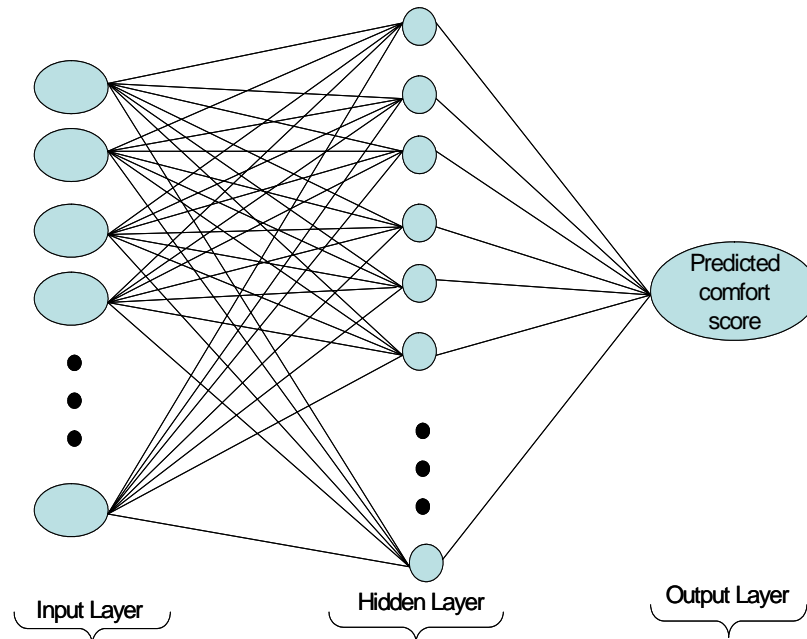 Predicted
comfort
score
Input Layer
Hidden Layer
Output Layer